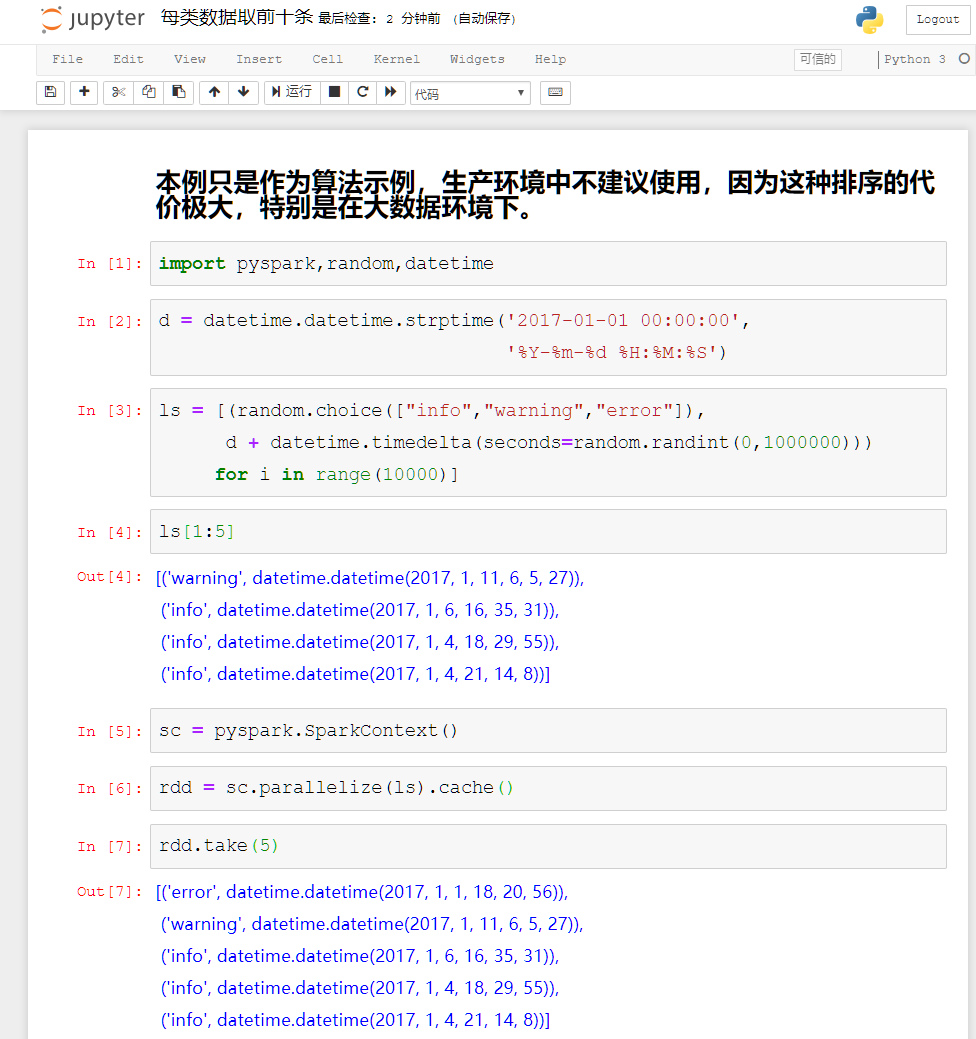 jupyter 每类数据取前十条 最后检查: 2 分钟前 (自动保存) Logout
File Edit View Insert Cell Kernel Widgets Help 可信的 Python 3
运行 代码
本例只是作为算法示例，生产环境中不建议使用，因为这种排序的代
价极大，特别是在大数据环境下。
In [1]: import pyspark,random,datetime
In [2]: d = datetime.datetime.strptime('2017-01-01 00:00:00',
'%Y-%m-%d %H:%M:%S')
In [3]: ls = [(random.choice(["info","warning","error"]),
d + datetime.timedelta(seconds=random.randint(0,1000000)))
for i in range(10000)]
In [4]: ls[1:5]
Out[4]: [('warning', datetime.datetime(2017, 1, 11, 6, 5, 27)),
('info', datetime.datetime(2017, 1, 6, 16, 35, 31)),
('info', datetime.datetime(2017, 1, 4, 18, 29, 55)),
('info', datetime.datetime(2017, 1, 4, 21, 14, 8))]
In [5]: sc = pyspark.SparkContext()
In [6]: rdd = sc.parallelize(ls).cache()
In [7]: rdd.take(5)
Out[7]: [('error', datetime.datetime(2017, 1, 1, 18, 20, 56)),
('warning', datetime.datetime(2017, 1, 11, 6, 5, 27)),
('info', datetime.datetime(2017, 1, 6, 16, 35, 31)),
('info', datetime.datetime(2017, 1, 4, 18, 29, 55)),
('info', datetime.datetime(2017, 1, 4, 21, 14, 8))]